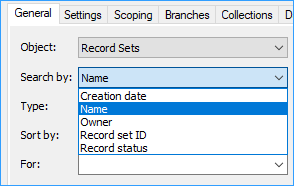 General Settings Scoping Branches Collections D
Object: Record Sets
Search by: Name
Creation date
Type: Name
Owner
Sort by: Record set ID
Record status
For: